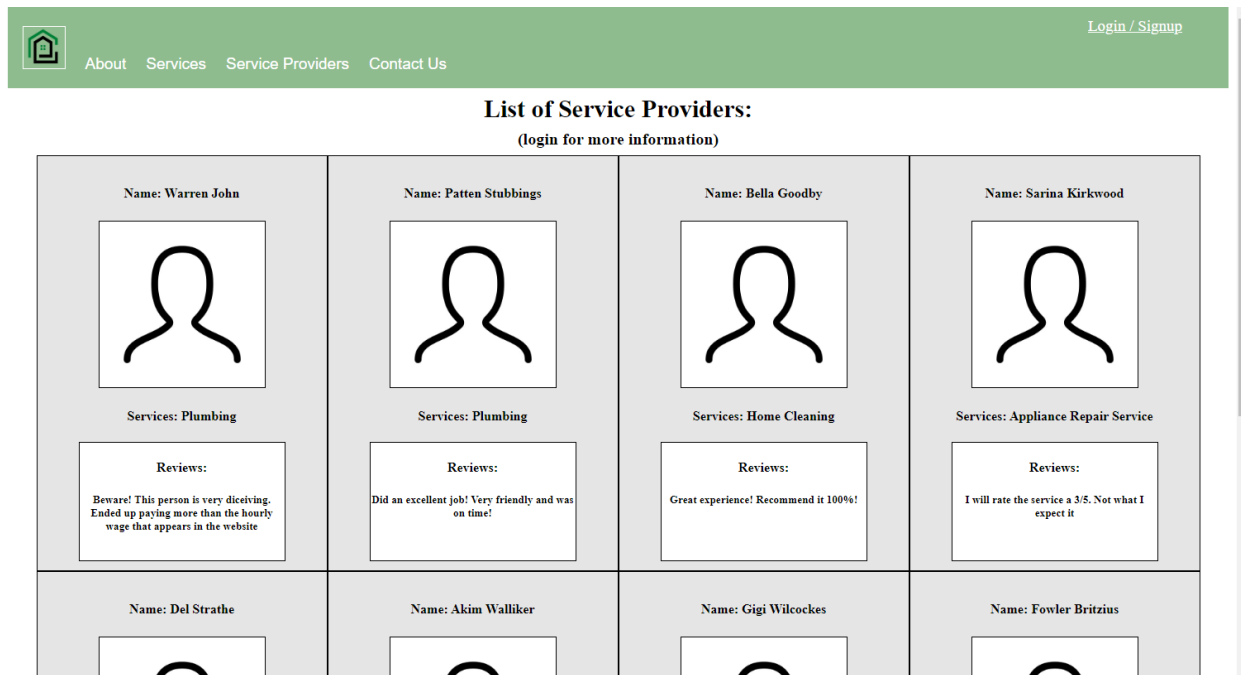 Login / Signup
About Services Service Providers Contact Us
List of Service Providers:
(login for more information)
Name: Warren John
Services: Plumbing
Reviews:
Beware! This person is very diceiving.
Ended up paying more than the hourly
wage that appears in the website
Name: Patten Stubbings
Services: Plumbing
Reviews:
Did an excellent job! Very friendly and was
on time!
Name: Bella Goodby
Services: Home Cleaning
Reviews:
Great experience! Recommend it 100%!
Name: Sarina Kirkwood
Services: Appliance Repair Service
Reviews:
I will rate the service a 3/5. Not what I
expect it
Name: Del Strathe
Name: Akim Walliker
Name: Gigi Wilcockes
Name: Fowler Britzius